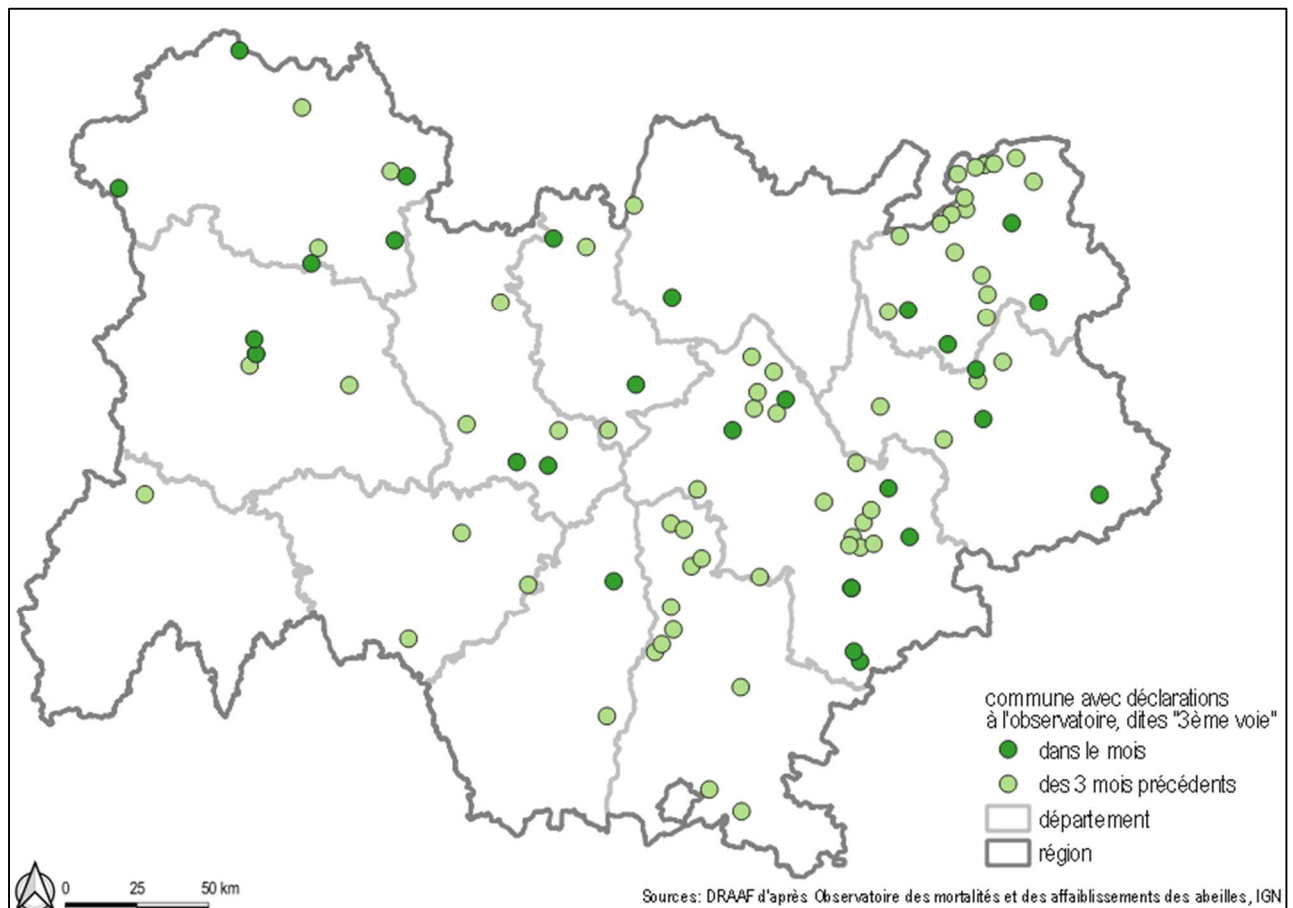 commune avec déclarations
à l'observatoire, dites "3ème voie"
dans le mois
des 3 mois précédents
département
région
0 25 50 km
Sources: DRAAF d'après Observatoire des mortalités et des affaiblissements des abeilles, IGN